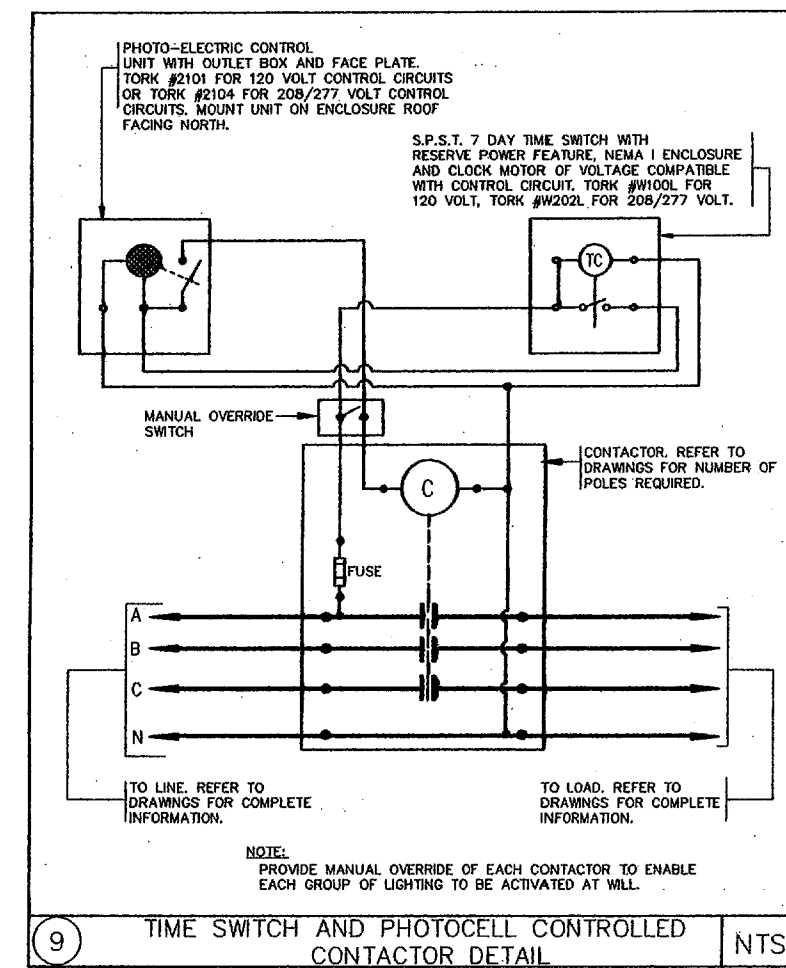 PHOTO-ELECTRIC CONTROL
UNIT WITH OUTLET BOX AND FACE PLATE.
TORK #2101 FOR 120 VOLT CONTROL CIRCUITS
OR TORK #2104 FOR 208/277 VOLT CONTROL
CIRCUITS. MOUNT UNIT ON ENCLOSURE ROOF
FACING NORTH.
S.P.S.T. 7 DAY TIME SWITCH WITH
RESERVE POWER FEATURE, NEMA I ENCLOSURE
AND CLOCK MOTOR OF VOLTAGE COMPATIBLE
WITH CONTROL CIRCUIT. TORK #W100L FOR
120 VOLT, TORK #W202L FOR 208/277 VOLT.
TC
MANUAL OVERRIDE
SWITCH
CONTACTOR. REFER TO
DRAWINGS FOR NUMBER OF
POLES REQUIRED.
C
FUSE
A
B
C
N
TO LINE. REFER TO
DRAWINGS FOR COMPLETE
INFORMATION.
TO LOAD. REFER TO
DRAWINGS FOR COMPLETE
INFORMATION.
NOTE:
PROVIDE MANUAL OVERRIDE OF EACH CONTACTOR TO ENABLE
EACH GROUP OF LIGHTING TO BE ACTIVATED AT WILL.
9
TIME SWITCH AND PHOTOCELL CONTROLLED
CONTACTOR DETAIL
NTS